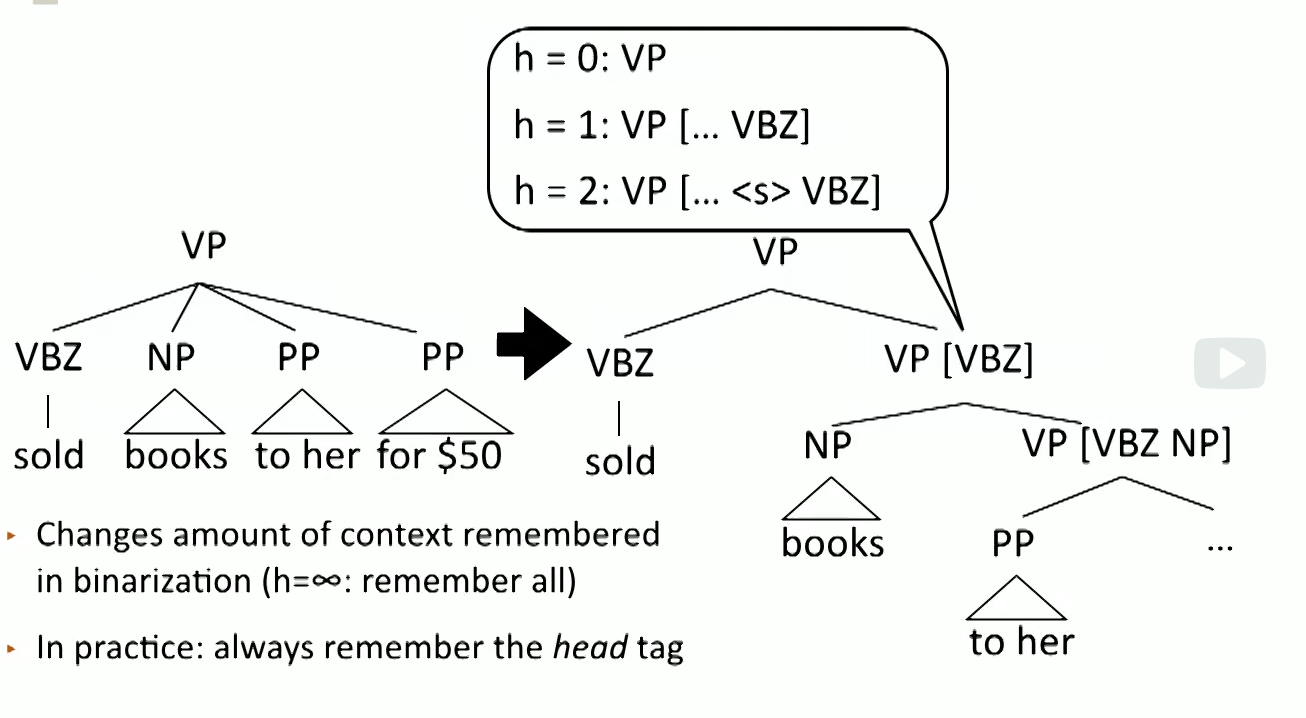 h = 0: VP
h = 1: VP [... VBZ]
h = 2: VP [... <s> VBZ]
VP
VBZ NP PP PP
sold books to her for $50
VP
VBZ VP [VBZ]
sold NP VP [VBZ NP]
books PP ...
to her
▸ Changes amount of context remembered
in binarization (h=∞: remember all)
▸ In practice: always remember the head tag